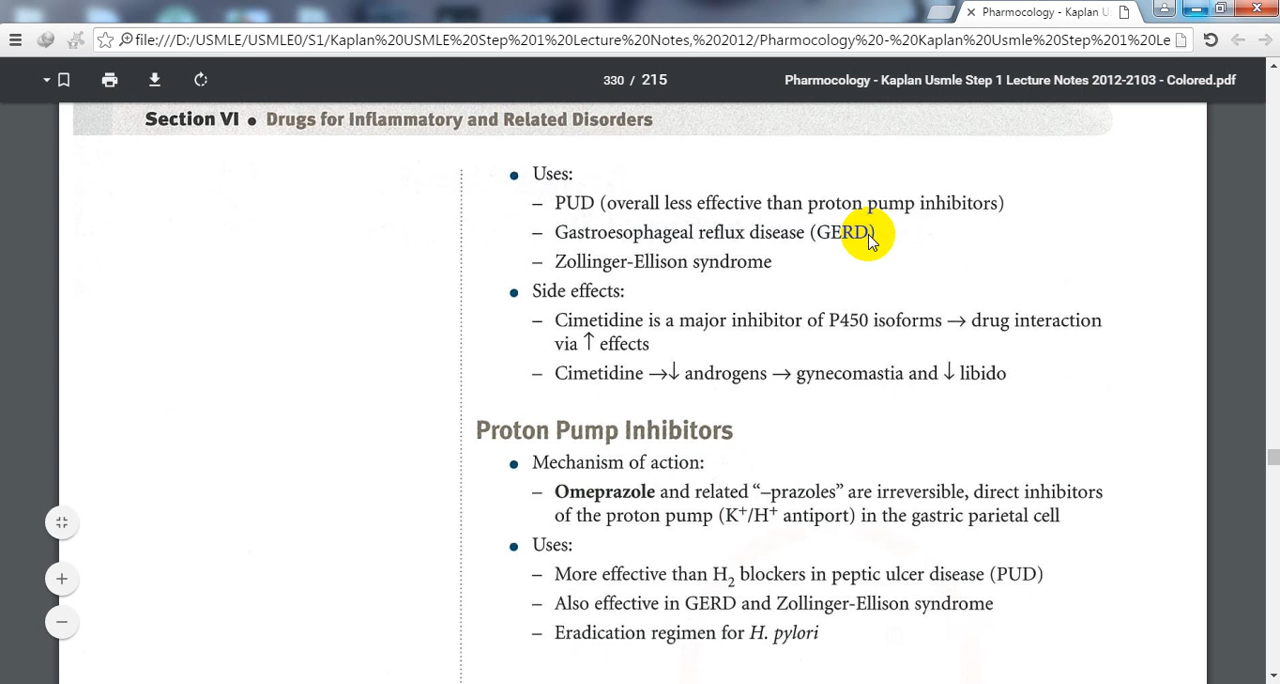 Pharmocology - Kaplan U
file:///D:/USMLE/USMLE0/S1/Kaplan%20USMLE%20Step%201%20Lecture%20Notes,%202012/Pharmocology%20-%20Kaplan%20Usmle%20Step%201%20Le
330 / 215
Pharmocology - Kaplan Usmle Step 1 Lecture Notes 2012-2103 - Colored.pdf
Section VI • Drugs for Inflammatory and Related Disorders
• Uses:
– PUD (overall less effective than proton pump inhibitors)
– Gastroesophageal reflux disease (GERD)
– Zollinger-Ellison syndrome
• Side effects:
– Cimetidine is a major inhibitor of P450 isoforms → drug interaction
via ↑ effects
– Cimetidine →↓ androgens → gynecomastia and ↓ libido
Proton Pump Inhibitors
• Mechanism of action:
– Omeprazole and related “–prazoles” are irreversible, direct inhibitors
of the proton pump (K⁺/H⁺ antiport) in the gastric parietal cell
• Uses:
– More effective than H₂ blockers in peptic ulcer disease (PUD)
– Also effective in GERD and Zollinger-Ellison syndrome
– Eradication regimen for H. pylori